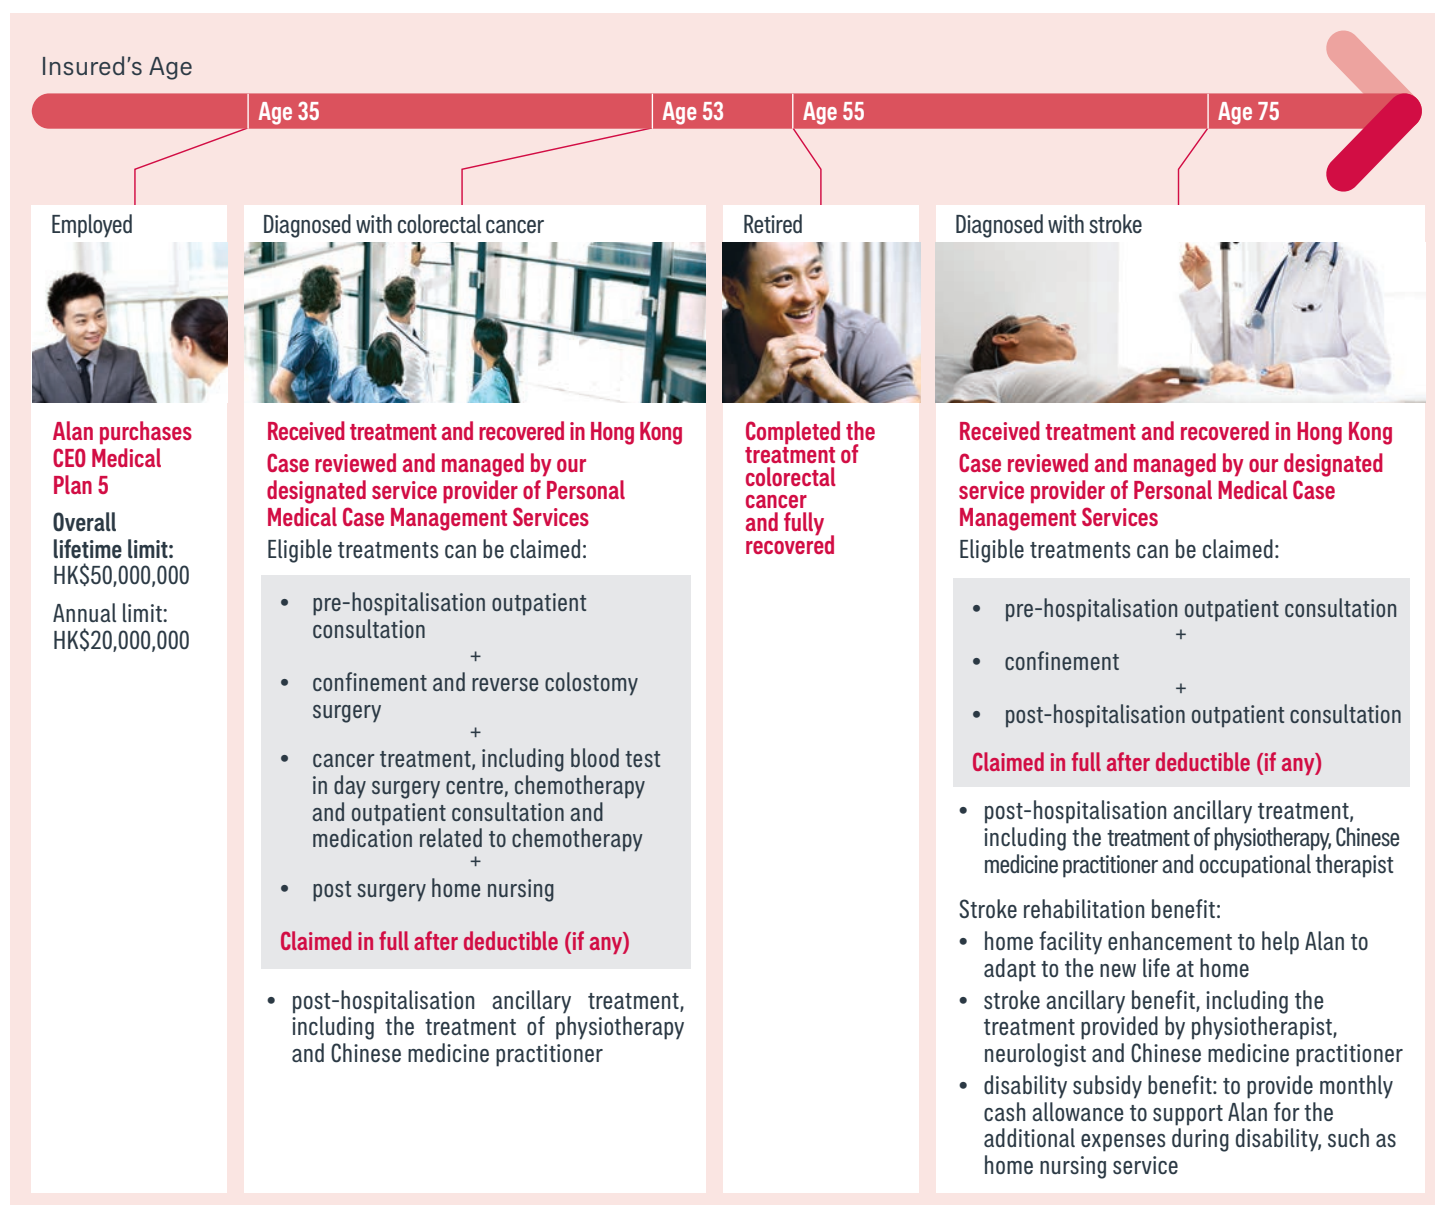 Insured's Age
Age 35
Age 53
Age 55
Age 75
Employed
Alan purchases
CEO Medical
Plan 5
Overall
lifetime limit:
HK$50,000,000
Annual limit:
HK$20,000,000
Diagnosed with colorectal cancer
Received treatment and recovered in Hong Kong
Case reviewed and managed by our
designated service provider of Personal
Medical Case Management Services
Eligible treatments can be claimed:
• pre-hospitalisation outpatient
consultation
+
• confinement and reverse colostomy
surgery
+
• cancer treatment, including blood test
in day surgery centre, chemotherapy
and outpatient consultation and
medication related to chemotherapy
+
• post surgery home nursing
Claimed in full after deductible (if any)
• post-hospitalisation ancillary treatment,
including the treatment of physiotherapy
and Chinese medicine practitioner
Retired
Completed the
treatment of
colorectal
cancer
and fully
recovered
Diagnosed with stroke
Received treatment and recovered in Hong Kong
Case reviewed and managed by our designated
service provider of Personal Medical Case
Management Services
Eligible treatments can be claimed:
• pre-hospitalisation outpatient consultation
+
• confinement
+
• post-hospitalisation outpatient consultation
Claimed in full after deductible (if any)
• post-hospitalisation ancillary treatment,
including the treatment of physiotherapy, Chinese
medicine practitioner and occupational therapist
Stroke rehabilitation benefit:
• home facility enhancement to help Alan to
adapt to the new life at home
• stroke ancillary benefit, including the
treatment provided by physiotherapist,
neurologist and Chinese medicine practitioner
• disability subsidy benefit: to provide monthly
cash allowance to support Alan for the
additional expenses during disability, such as
home nursing service